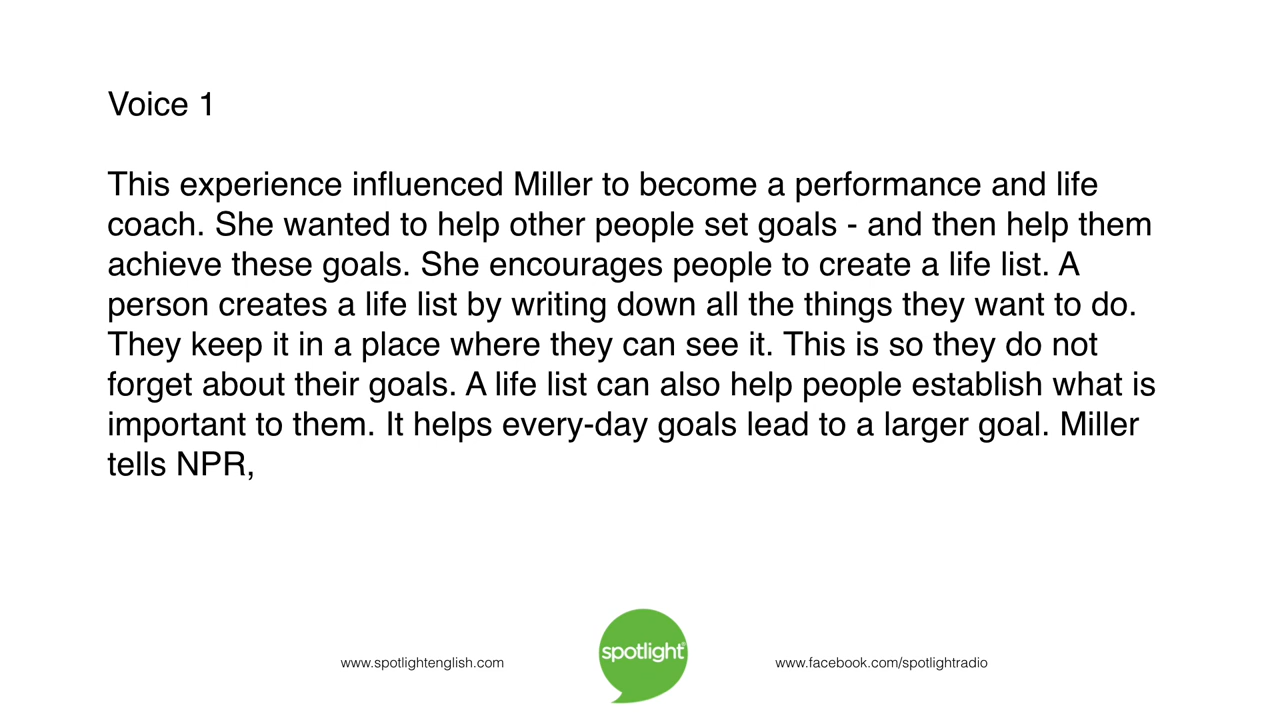 Voice 1
This experience influenced Miller to become a performance and life
coach. She wanted to help other people set goals - and then help them
achieve these goals. She encourages people to create a life list. A
person creates a life list by writing down all the things they want to do.
They keep it in a place where they can see it. This is so they do not
forget about their goals. A life list can also help people establish what is
important to them. It helps every-day goals lead to a larger goal. Miller
tells NPR,
www.spotlightenglish.com
spotlight®
www.facebook.com/spotlightradio